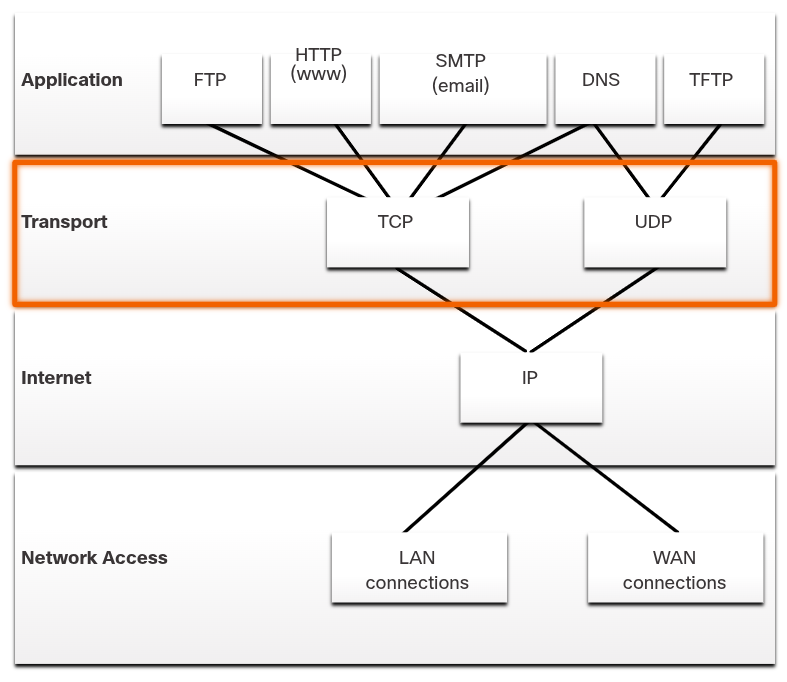 Application
FTP
HTTP
(www)
SMTP
(email)
DNS
TFTP
Transport
TCP
UDP
Internet
IP
Network Access
LAN
connections
WAN
connections